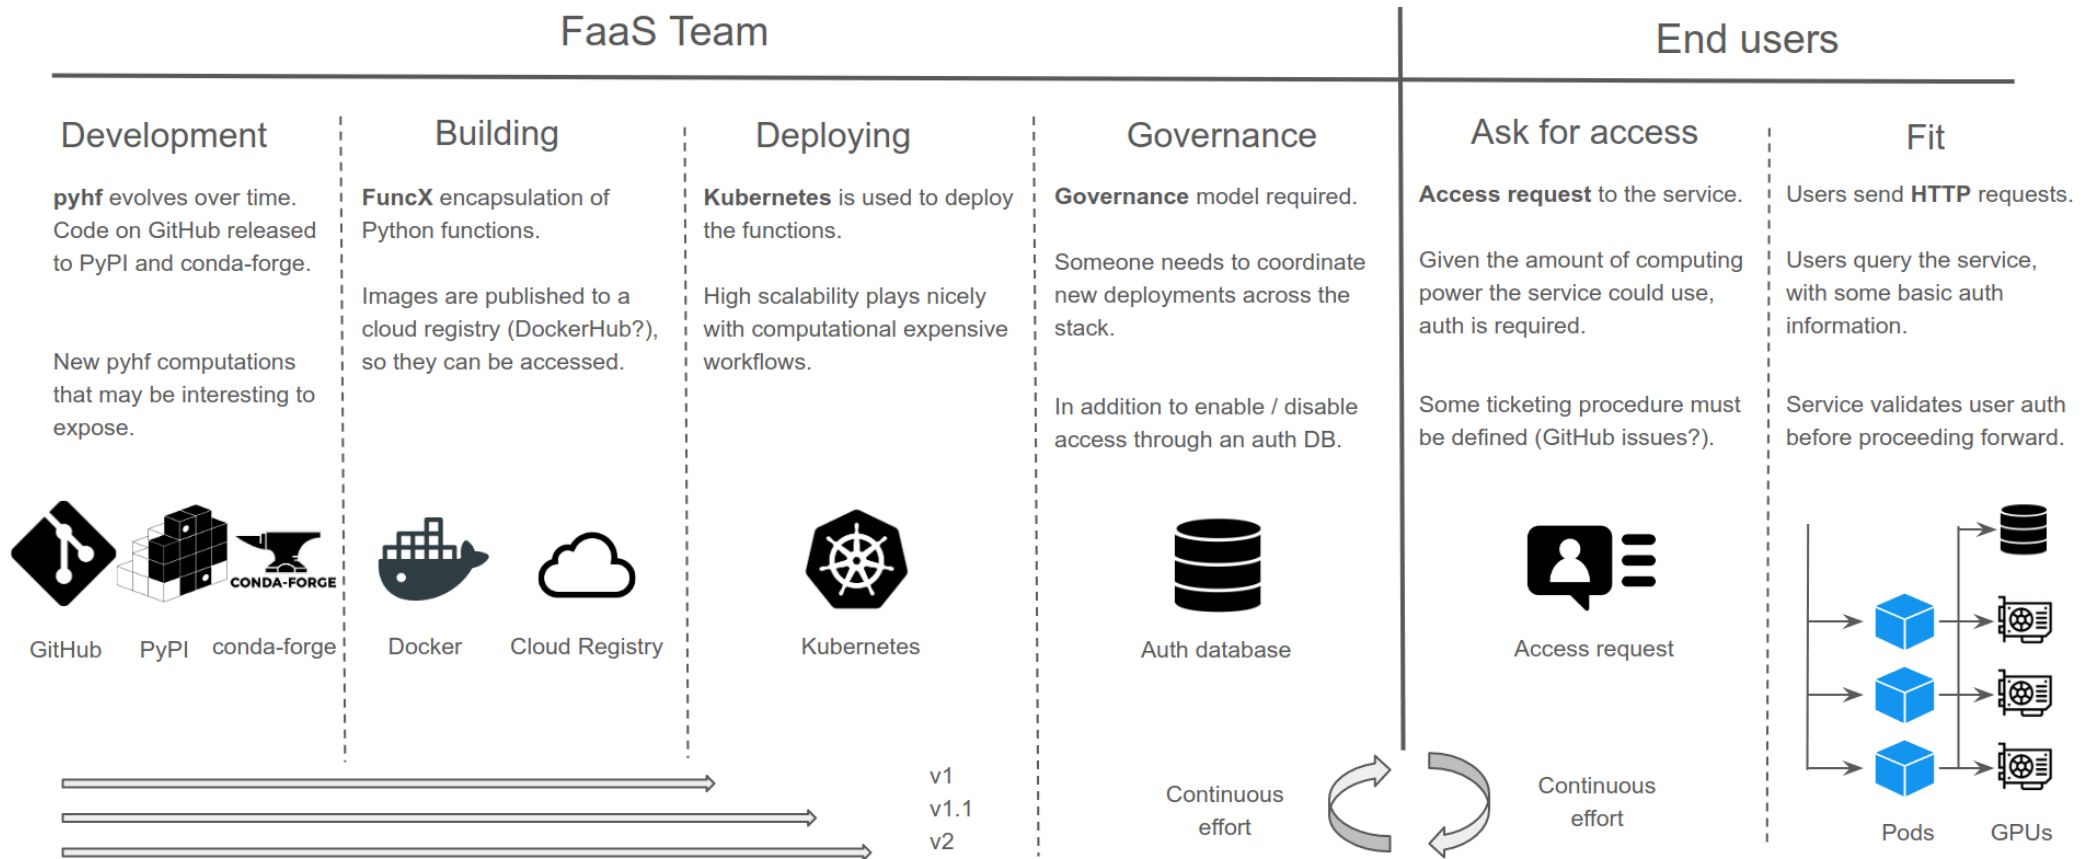 FaaS Team
End users
Development
pyhf evolves over time.
Code on GitHub released
to PyPI and conda-forge.
New pyhf computations
that may be interesting to
expose.
CONDA-FORGE
GitHub
PyPI
conda-forge
Building
FuncX encapsulation of
Python functions.
Images are published to a
cloud registry (DockerHub?),
so they can be accessed.
Docker
Cloud Registry
Deploying
Kubernetes is used to deploy
the functions.
High scalability plays nicely
with computational expensive
workflows.
Kubernetes
v1
v1.1
v2
Governance
Governance model required.
Someone needs to coordinate
new deployments across the
stack.
In addition to enable / disable
access through an auth DB.
Auth database
Continuous
effort
Ask for access
Access request to the service.
Given the amount of computing
power the service could use,
auth is required.
Some ticketing procedure must
be defined (GitHub issues?).
Access request
Continuous
effort
Fit
Users send HTTP requests.
Users query the service,
with some basic auth
information.
Service validates user auth
before proceeding forward.
Pods
GPUs